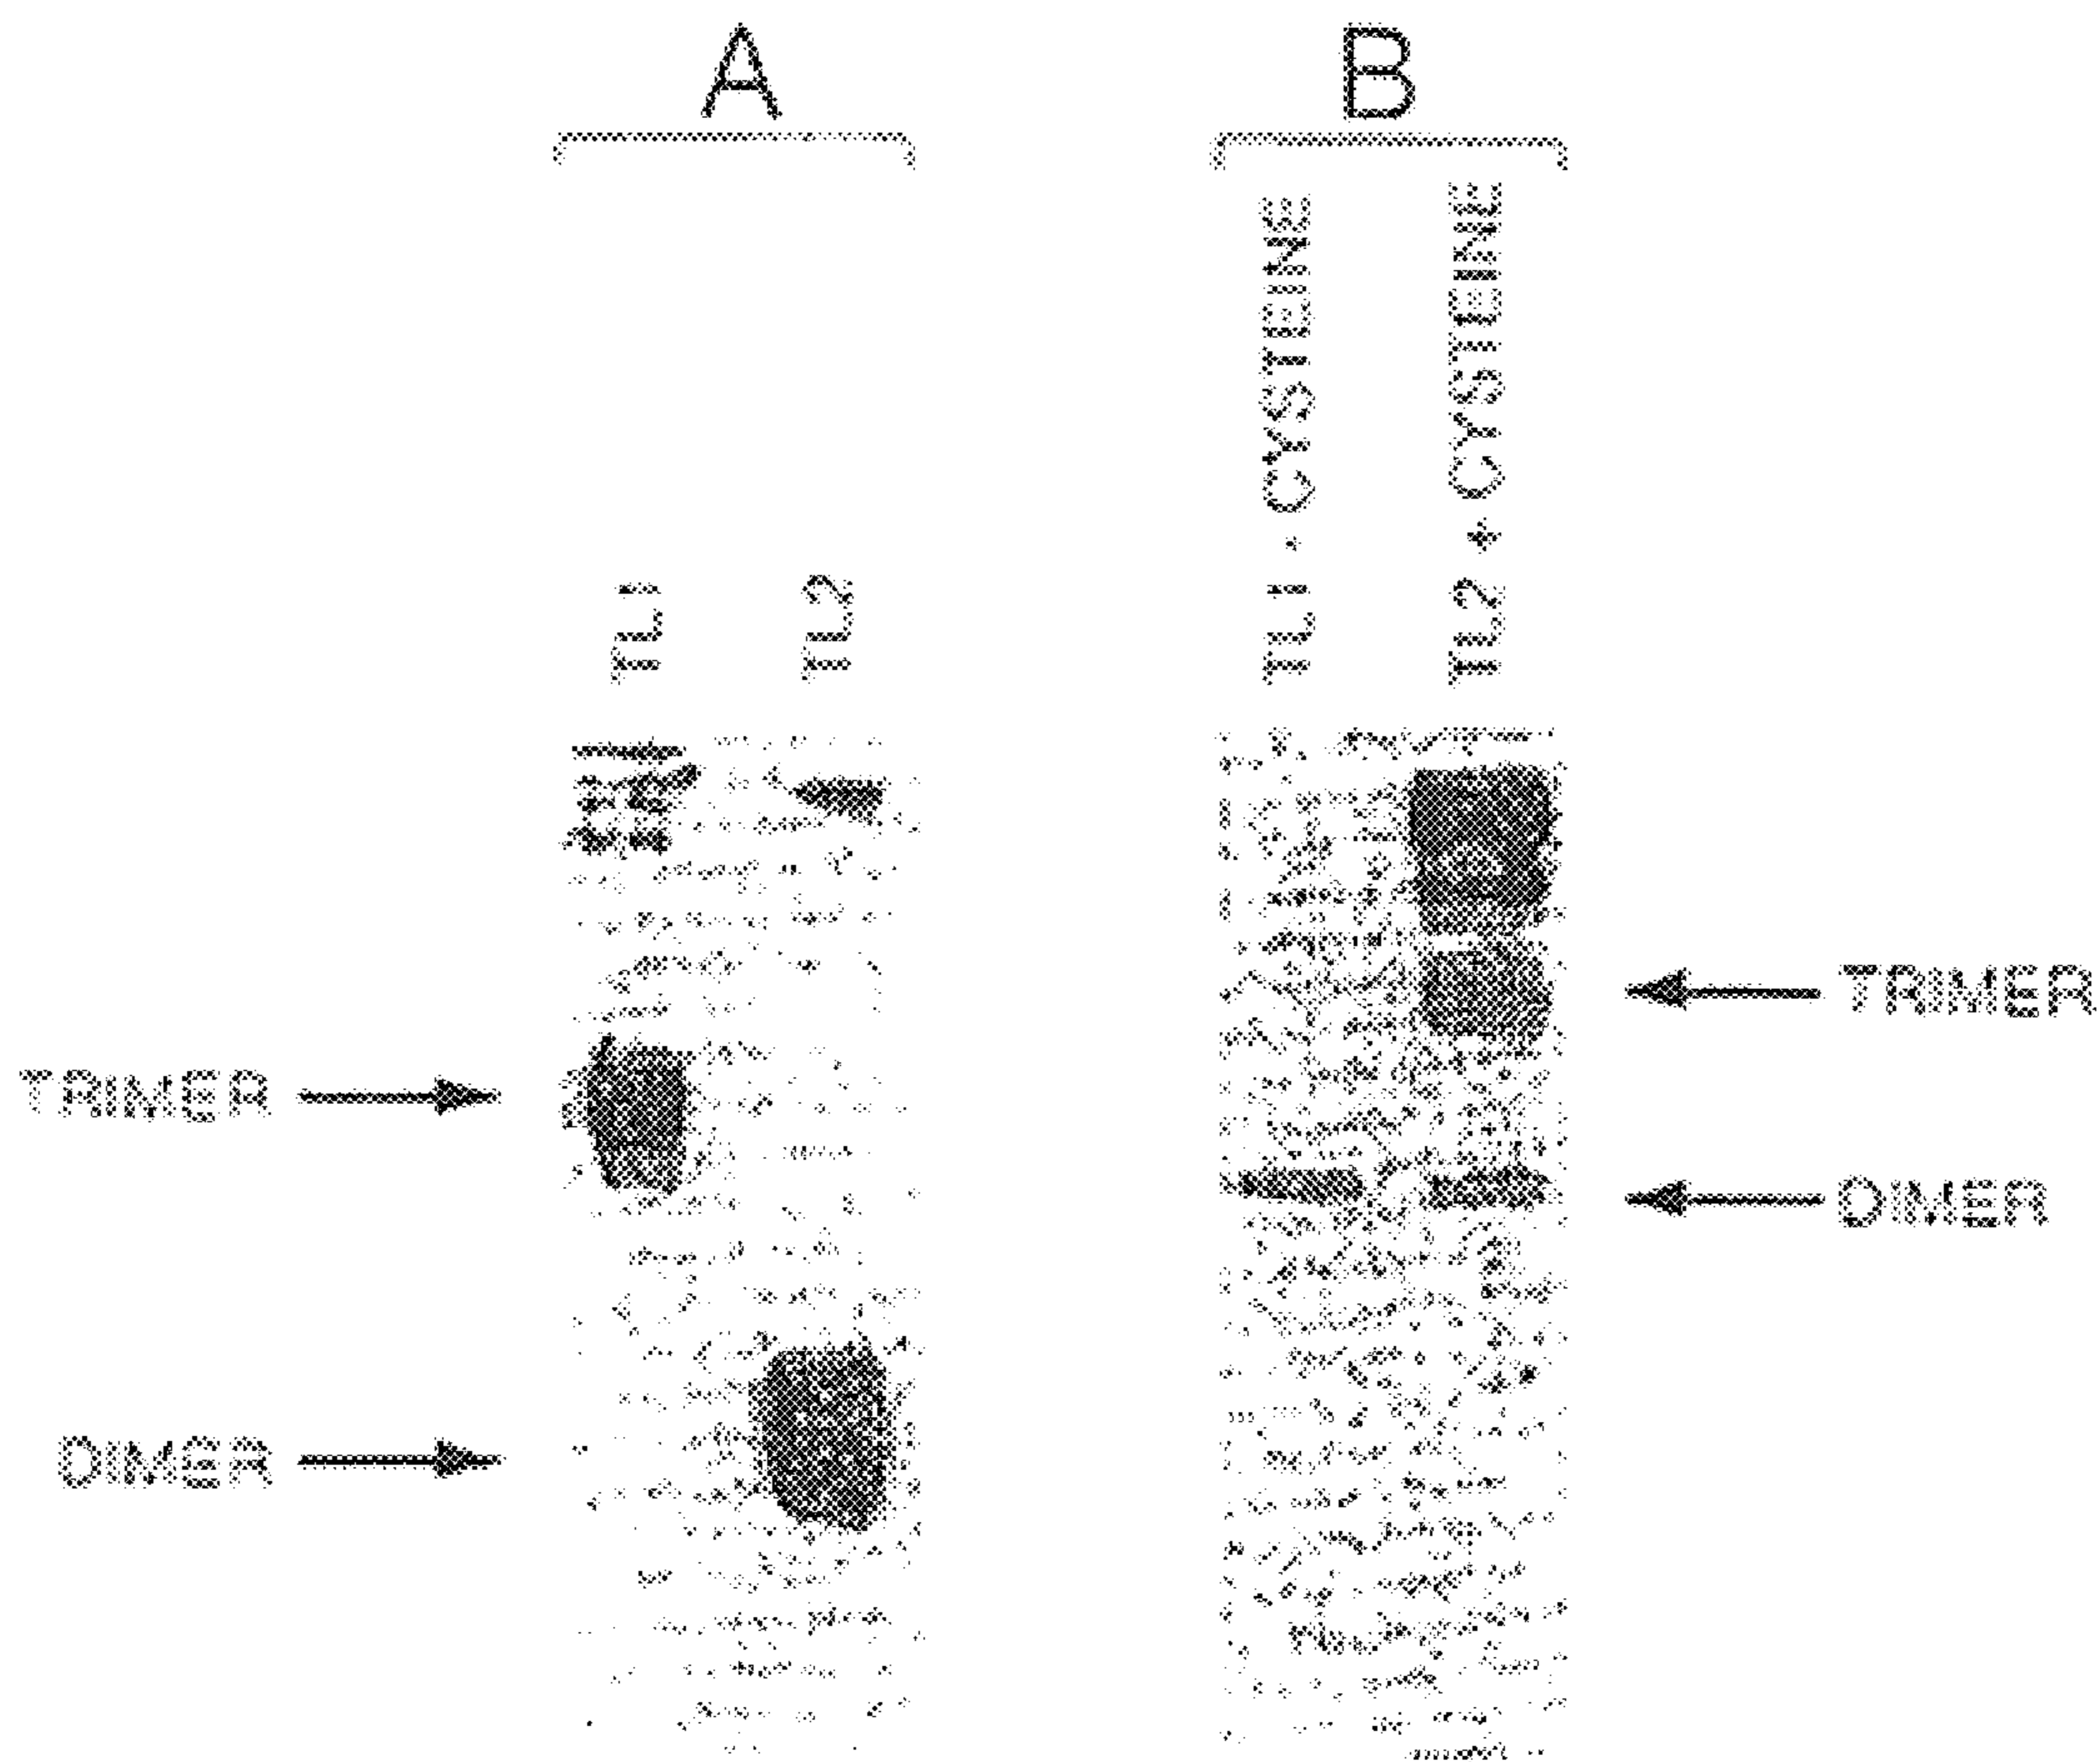 A
B
TL1
TL2
TL1 · CYSTEINE
TL2 + CYSTEINE
TRIMER
DIMER
TRIMER
DIMER